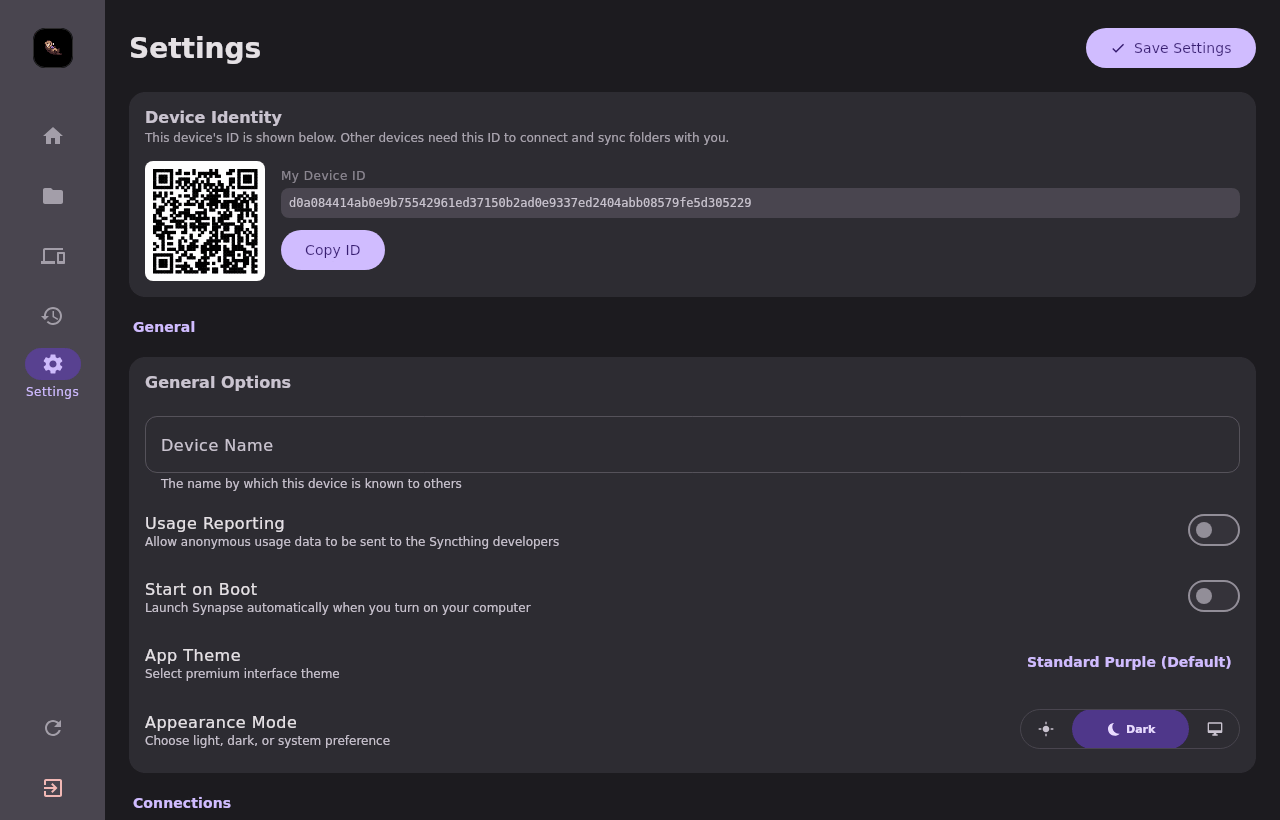 Settings
Save Settings
Device Identity
This device's ID is shown below. Other devices need this ID to connect and sync folders with you.
My Device ID
d0a084414ab0e9b75542961ed37150b2ad0e9337ed2404abb08579fe5d305229
Copy ID
General
Settings
General Options
Device Name
The name by which this device is known to others
Usage Reporting
Allow anonymous usage data to be sent to the Syncthing developers
Start on Boot
Launch Synapse automatically when you turn on your computer
App Theme
Select premium interface theme
Standard Purple (Default)
Appearance Mode
Choose light, dark, or system preference
Dark
Connections